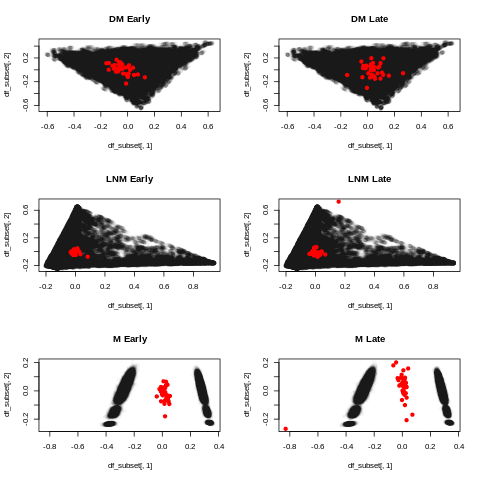 DM Early
df_subset[, 2]
0.2
-0.2
-0.6
-0.6 -0.4 -0.2 0.0 0.2 0.4 0.6
df_subset[, 1]
DM Late
df_subset[, 2]
0.2
-0.2
-0.6
-0.6 -0.4 -0.2 0.0 0.2 0.4 0.6
df_subset[, 1]
LNM Early
df_subset[, 2]
0.6
0.2
-0.2
-0.2 0.0 0.2 0.4 0.6 0.8
df_subset[, 1]
LNM Late
df_subset[, 2]
0.6
0.2
-0.2
-0.2 0.0 0.2 0.4 0.6 0.8
df_subset[, 1]
M Early
df_subset[, 2]
0.2
0.0
-0.2
-0.8 -0.6 -0.4 -0.2 0.0 0.2 0.4
df_subset[, 1]
M Late
df_subset[, 2]
0.2
0.0
-0.2
-0.8 -0.6 -0.4 -0.2 0.0 0.2 0.4
df_subset[, 1]